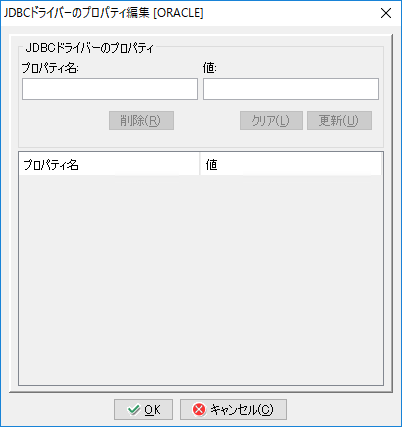 JDBCドライバーのプロパティ編集 [ORACLE]
JDBCドライバーのプロパティ
プロパティ名: 値:
削除(R) クリア(L) 更新(U)
プロパティ名 値
OK キャンセル(C)